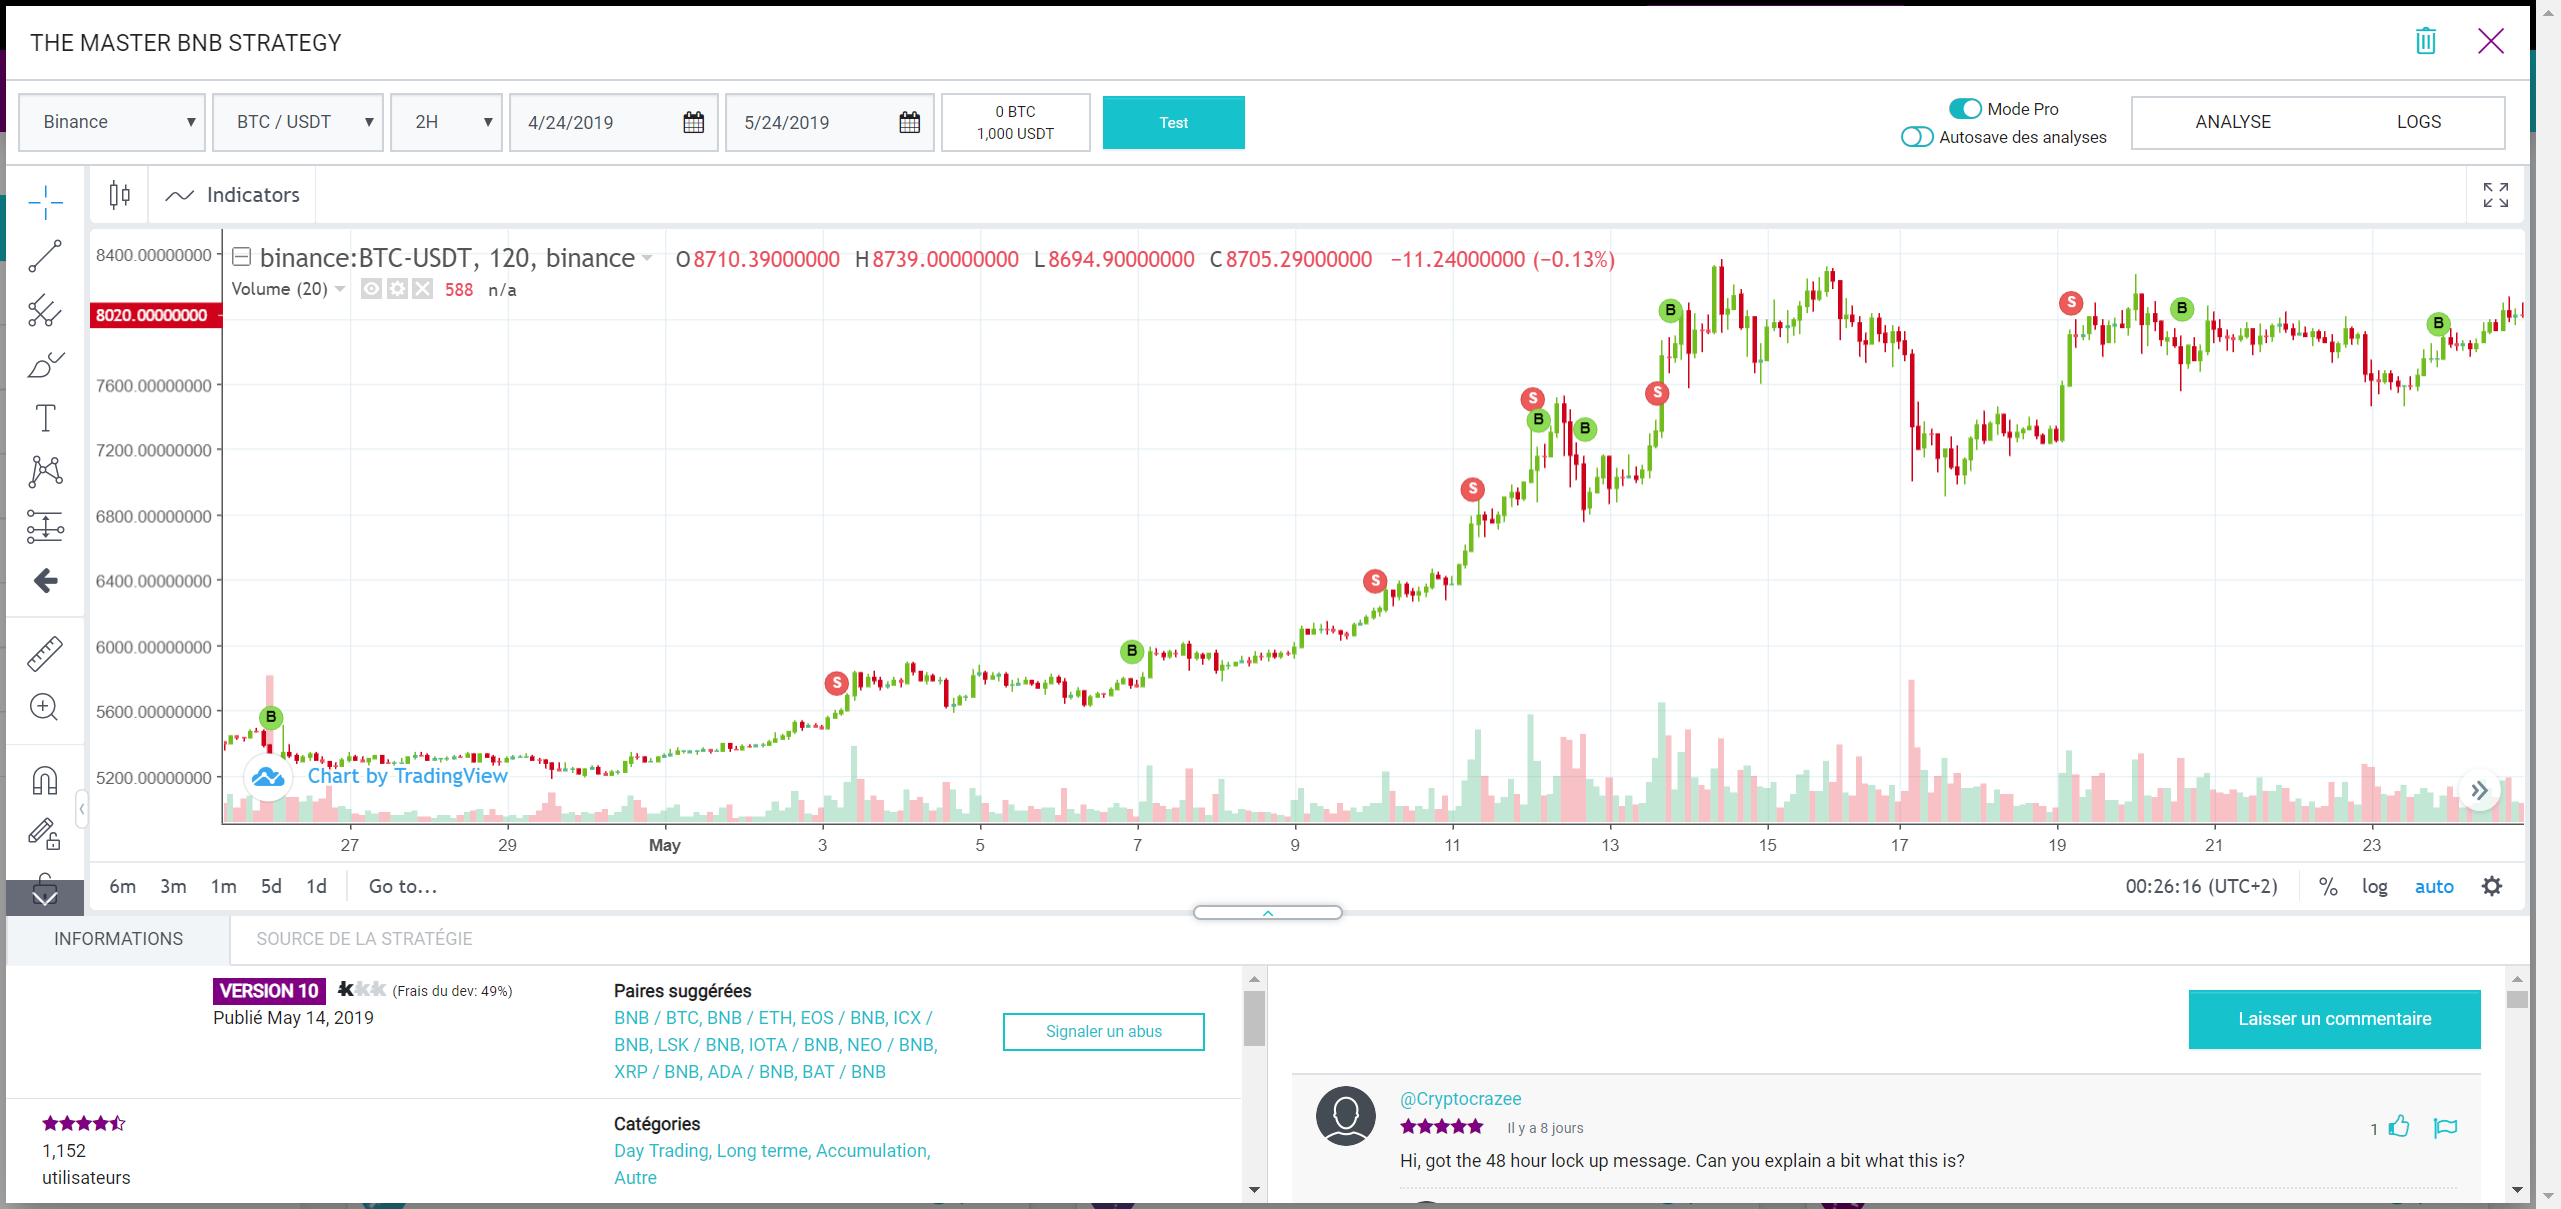 THE MASTER BNB STRATEGY
Binance ▼ BTC / USDT ▼ 2H ▼ 4/24/2019 5/24/2019
0 BTC
1,000 USDT
Test
Mode Pro
Autosave des analyses
ANALYSE LOGS
Indicators
binance:BTC-USDT, 120, binance O8710.39000000 H8739.00000000 L8694.90000000 C8705.29000000 −11.24000000 (−0.13%)
Volume (20) 588 n/a
8400.00000000
8020.00000000
7600.00000000
7200.00000000
6800.00000000
6400.00000000
6000.00000000
5600.00000000
5200.00000000
B
S
B
S
S
S
B
B
S
B
S
B
B
Chart by TradingView
27 29 May 3 5 7 9 11 13 15 17 19 21 23
6m 3m 1m 5d 1d Go to...
00:26:16 (UTC+2) % log auto
INFORMATIONS SOURCE DE LA STRATÉGIE
VERSION 10 (Frais du dev: 49%)
Publié May 14, 2019
Paires suggérées
BNB / BTC, BNB / ETH, EOS / BNB, ICX /
BNB, LSK / BNB, IOTA / BNB, NEO / BNB,
XRP / BNB, ADA / BNB, BAT / BNB
Signaler un abus
1,152
utilisateurs
Catégories
Day Trading, Long terme, Accumulation,
Autre
Laisser un commentaire
@Cryptocrazee
Il y a 8 jours
1
Hi, got the 48 hour lock up message. Can you explain a bit what this is?